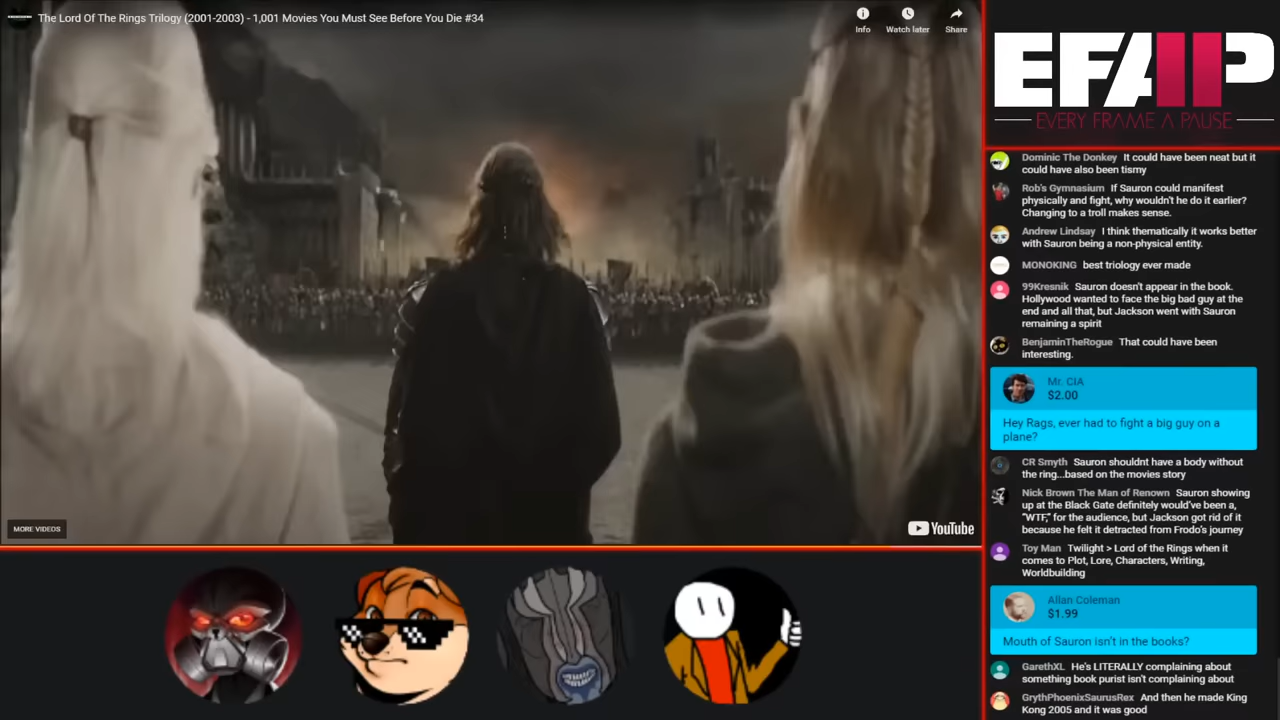 The Lord Of The Rings Trilogy (2001-2003) - 1,001 Movies You Must See Before You Die #34
Info
Watch later
Share
MORE VIDEOS
YouTube
EFAP
EVERY FRAME A PAUSE
Dominic The Donkey It could have been neat but it
could have also been tismy
Rob's Gymnasium If Sauron could manifest
physically and fight, why wouldn't he do it earlier?
Changing to a troll makes sense.
Andrew Lindsay I think thematically it works better
with Sauron being a non-physical entity.
MONOKING best triology ever made
99Kresnik Sauron doesn't appear in the book.
Hollywood wanted to face the big bad guy at the
end and all that, but Jackson went with Sauron
remaining a spirit
BenjaminTheRogue That could have been
interesting.
Mr. CIA
$2.00
Hey Rags, ever had to fight a big guy on a
plane?
CR Smyth Sauron shouldnt have a body without
the ring...based on the movies story
Nick Brown The Man of Renown Sauron showing
up at the Black Gate definitely would've been a,
"WTF," for the audience, but Jackson got rid of it
because he felt it detracted from Frodo's journey
Toy Man Twilight > Lord of the Rings when it
comes to Plot, Lore, Characters, Writing,
Worldbuilding
Allan Coleman
$1.99
Mouth of Sauron isn't in the books?
GarethXL He's LITERALLY complaining about
something book purist isn't complaining about
GrythPhoenixSaurusRex And then he made King
Kong 2005 and it was good